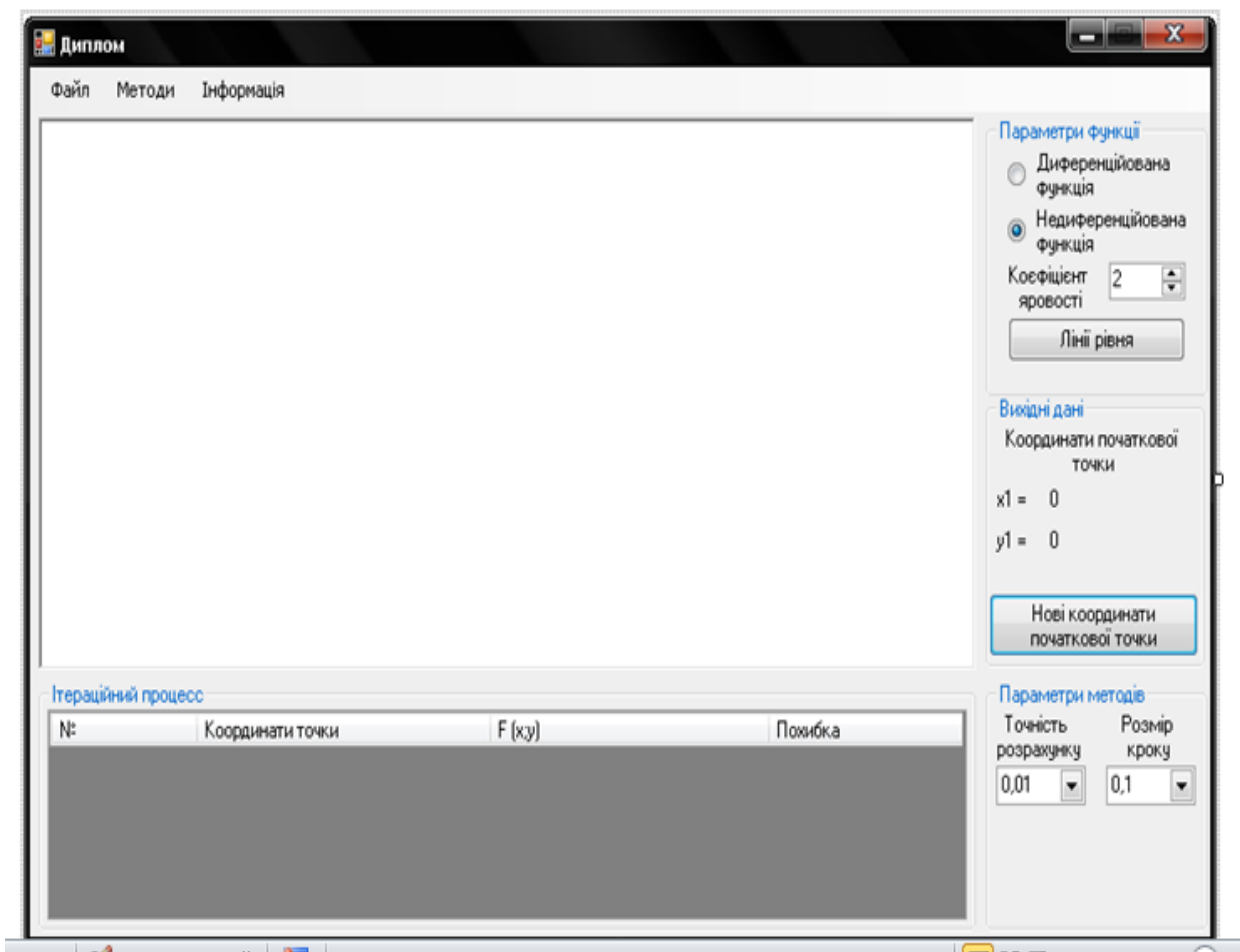 Диплом
Файл Методи Інформація
Параметри функції
Диференційована
функція
Недиференційована
функція
Коефіцієнт
яровості
2
Лінії рівня
Вихідні дані
Координати початкової
точки
x1 = 0
y1 = 0
Нові координати
початкової точки
Ітераційний процесс
№ Координати точки F (x;y) Похибка
Параметри методів
Точність
розрахунку
Розмір
кроку
0,01 0,1